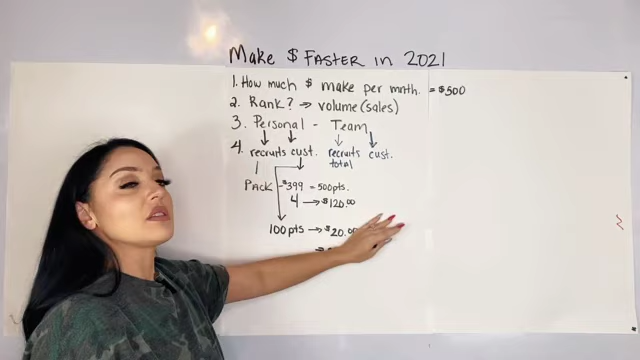 Make $ FASTER in 2021
1. How much $ make per mnth. = $500
2. Rank? ⇒ volume (sales)
3. Personal - Team
4. recruits cust. recruits cust.
total
PACK - $399 = 500pts.
4 → $120.00
100 pts → $20.00